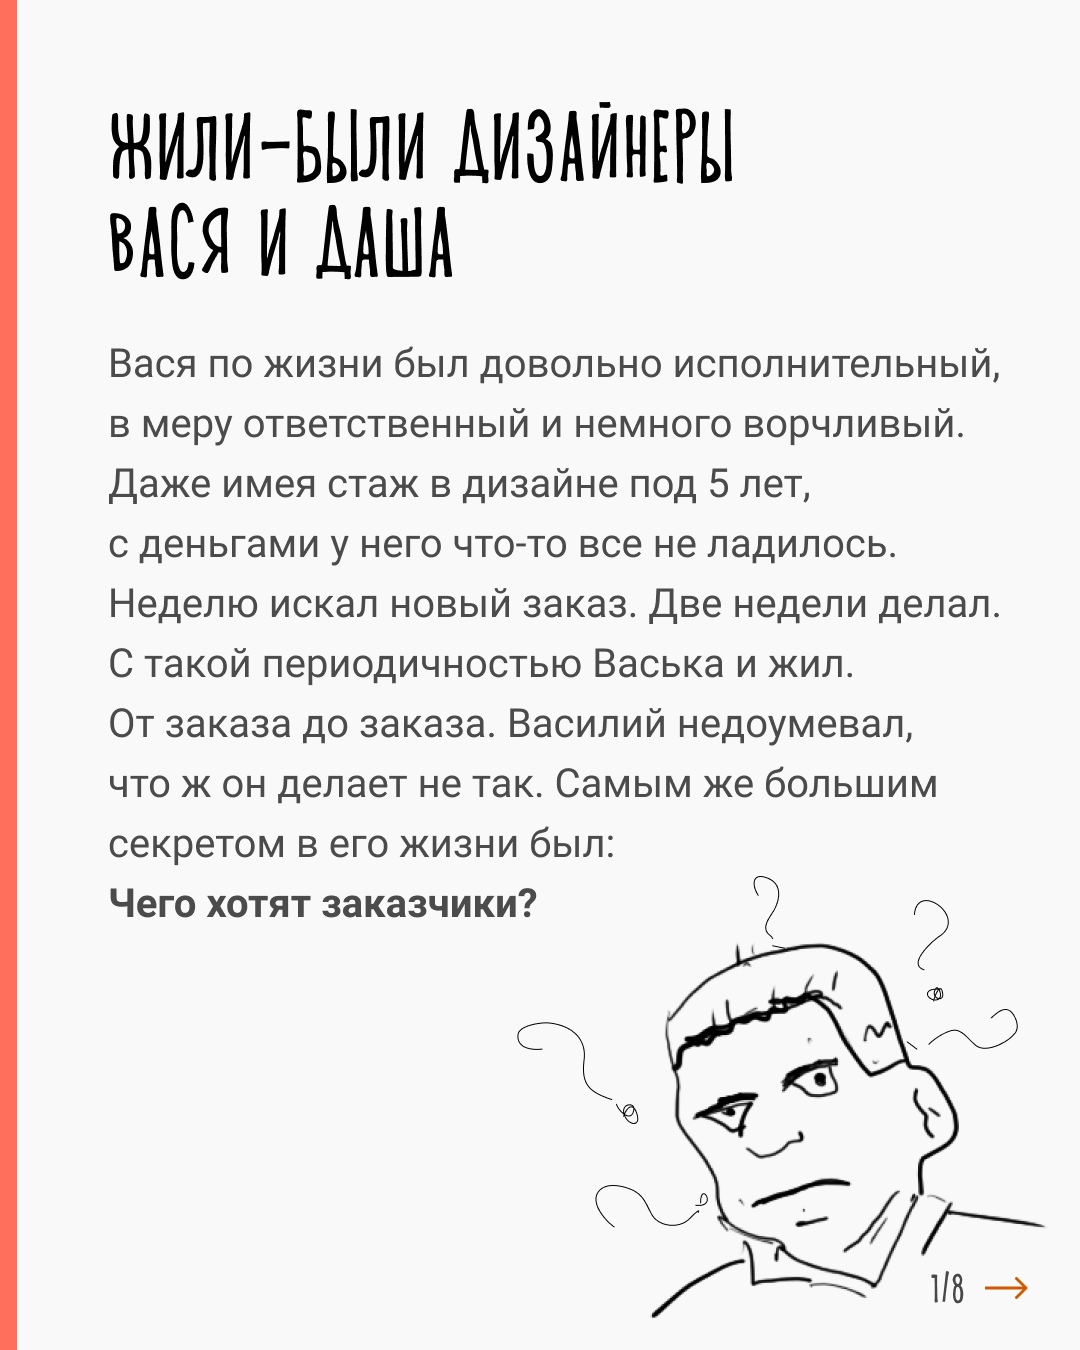 ЖИЛИ-БЫЛИ ДИЗАЙНЕРЫ
ВАСЯ И ДАША
Вася по жизни был довольно исполнительный,
в меру ответственный и немного ворчливый.
Даже имея стаж в дизайне под 5 лет,
с деньгами у него что-то все не ладилось.
Неделю искал новый заказ. Две недели делал.
С такой периодичностью Васька и жил.
От заказа до заказа. Василий недоумевал,
что ж он делает не так. Самым же большим
секретом в его жизни был:
Чего хотят заказчики?
1/8